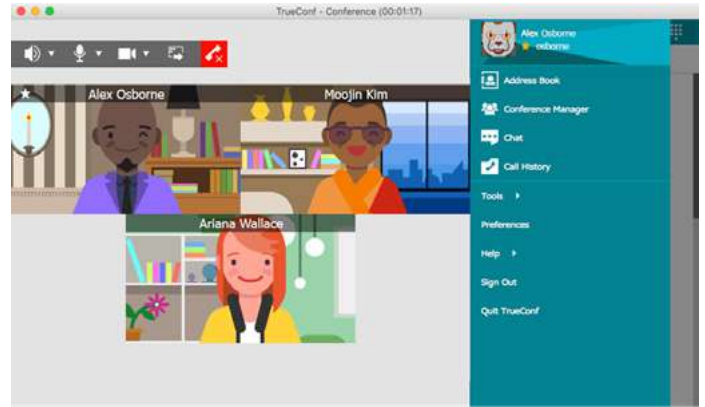 TrueConf - Conference (00:01:17)
Alex Osborne
osborne
Alex Osborne
Moojin Kim
Ariana Wallace
Address Book
Conference Manager
Chat
Call History
Tools
Preferences
Help
Sign Out
Quit TrueConf